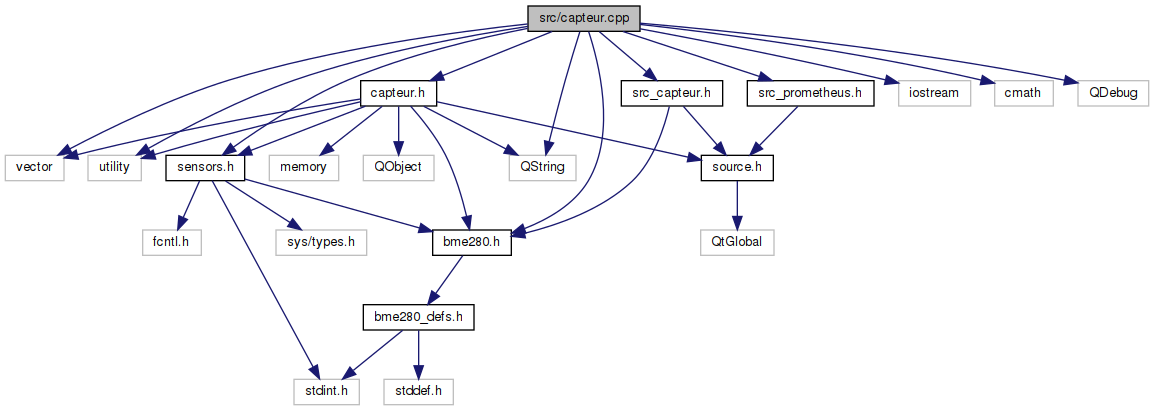 src/capteur.cpp
capteur.h
src_capteur.h
src_prometheus.h
iostream
cmath
QDebug
vector
utility
sensors.h
memory
QObject
QString
source.h
fcntl.h
sys/types.h
bme280.h
QtGlobal
bme280_defs.h
stdint.h
stddef.h